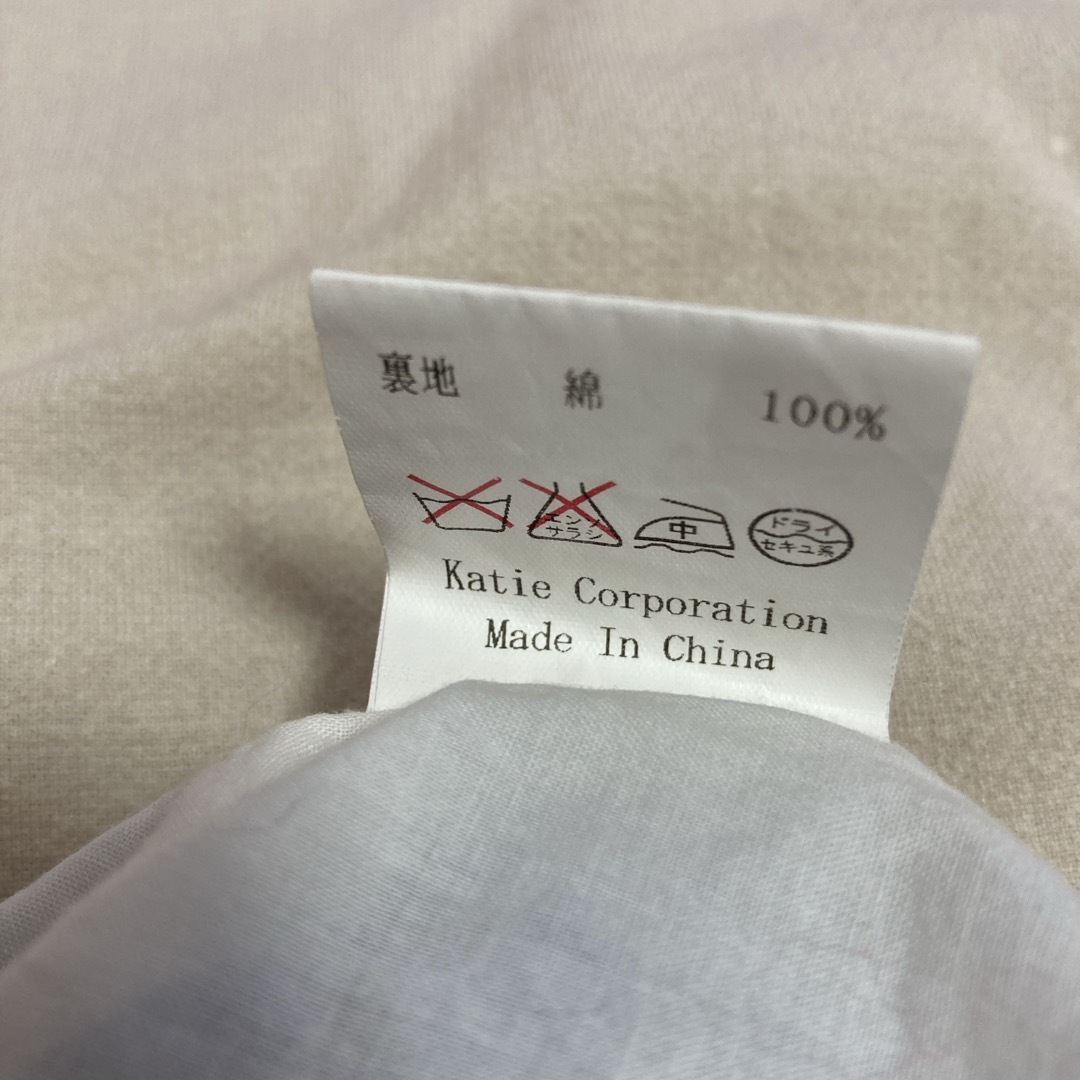 裏地 綿 100%
エンソ サラシ 中 ドライ セキユ系
Katie Corporation
Made In China